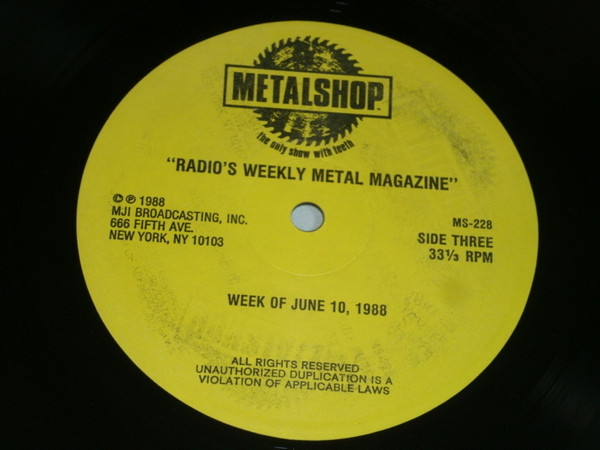 METALSHOP
The only show with teeth
"RADIO'S WEEKLY METAL MAGAZINE"
© ℗ 1988
MJI BROADCASTING, INC.
666 FIFTH AVE.
NEW YORK, NY 10103
MS-228
SIDE THREE
33⅓ RPM
WEEK OF JUNE 10, 1988
ALL RIGHTS RESERVED
UNAUTHORIZED DUPLICATION IS A
VIOLATION OF APPLICABLE LAWS